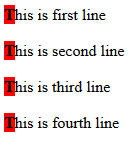 This is first line
This is second line
This is third line
This is fourth line